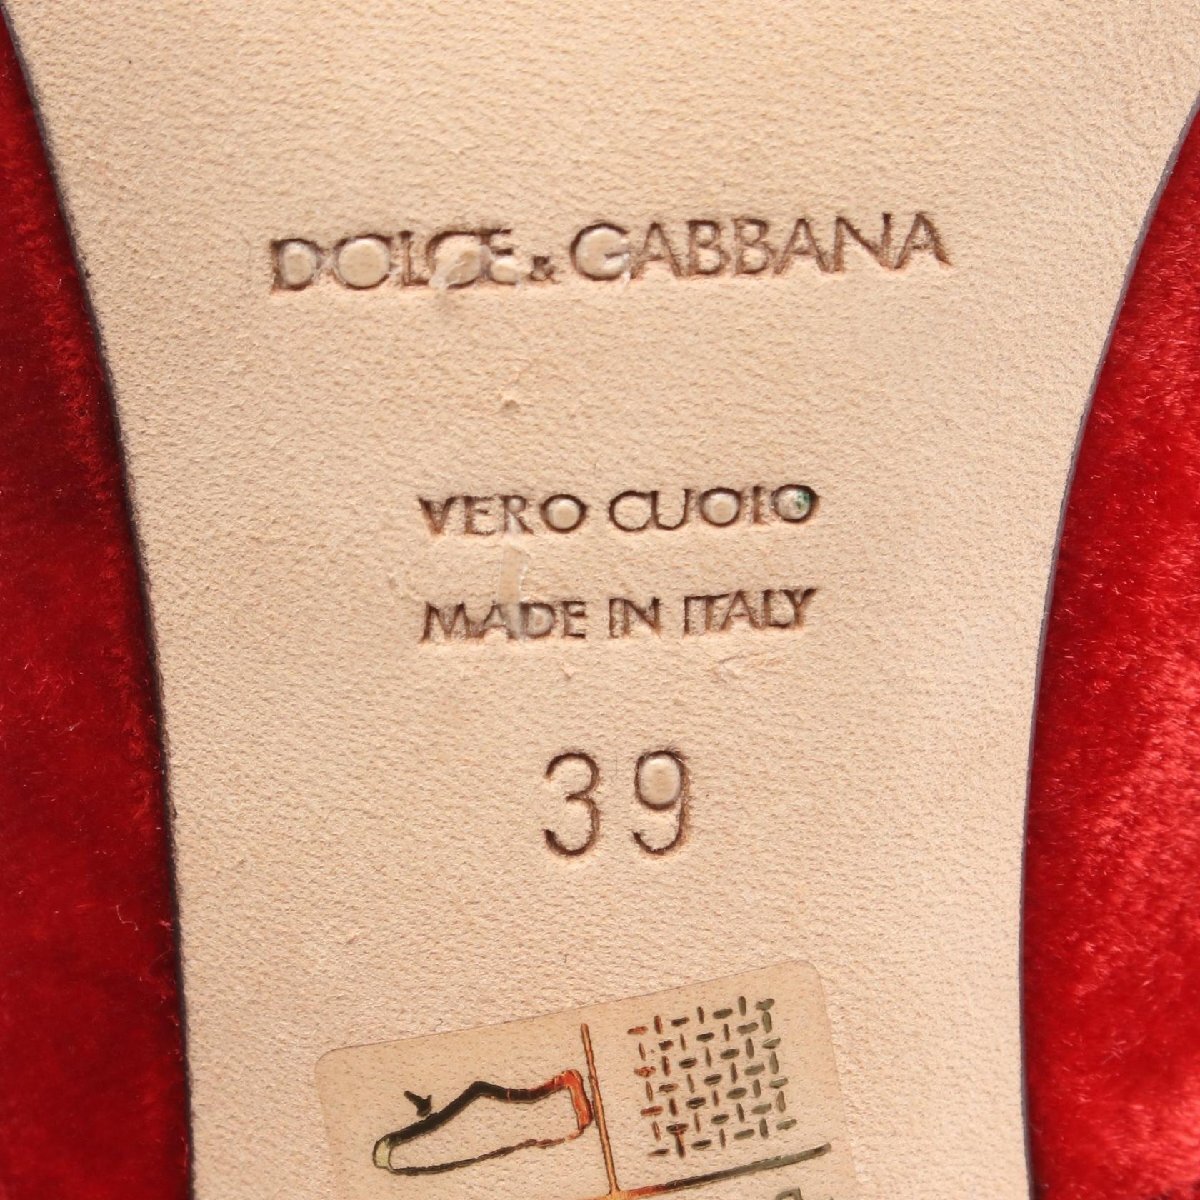 DOLCE & GABBANA
VERO CUOIO
MADE IN ITALY
39